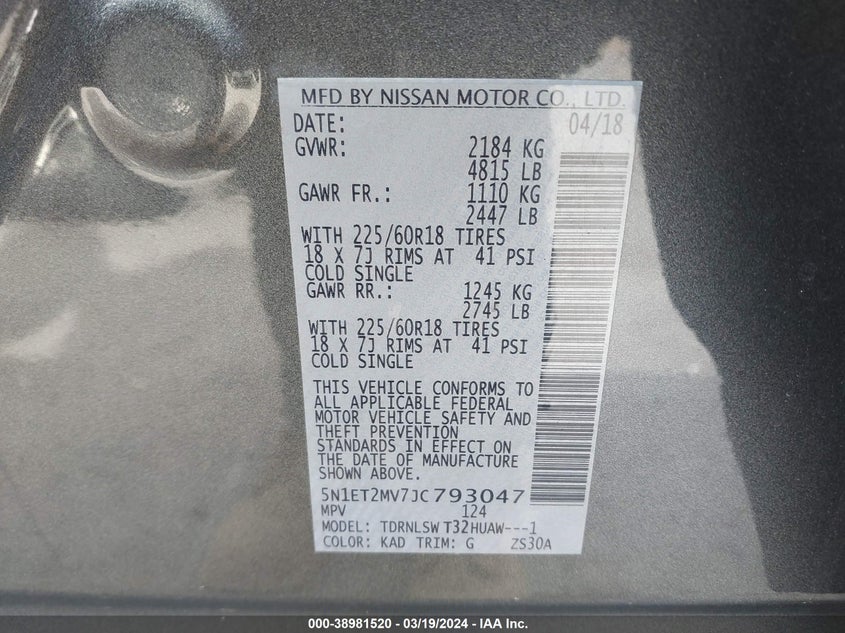 MFD BY NISSAN MOTOR CO., LTD.
DATE: 04/18
GVWR: 2184 KG
4815 LB
GAWR FR.: 1110 KG
2447 LB
WITH 225/60R18 TIRES
18 X 7J RIMS AT 41 PSI
COLD SINGLE
GAWR RR.: 1245 KG
2745 LB
WITH 225/60R18 TIRES
18 X 7J RIMS AT 41 PSI
COLD SINGLE
THIS VEHICLE CONFORMS TO
ALL APPLICABLE FEDERAL
MOTOR VEHICLE SAFETY AND
THEFT PREVENTION
STANDARDS IN EFFECT ON
THE DATE OF MANUFACTURE
SHOWN ABOVE.
5N1ET2MV7JC793047
MPV 124
MODEL: TDRNLSW T32HUAW---1
COLOR: KAD TRIM: G ZS30A
000-38981520 - 03/19/2024 - IAA Inc.